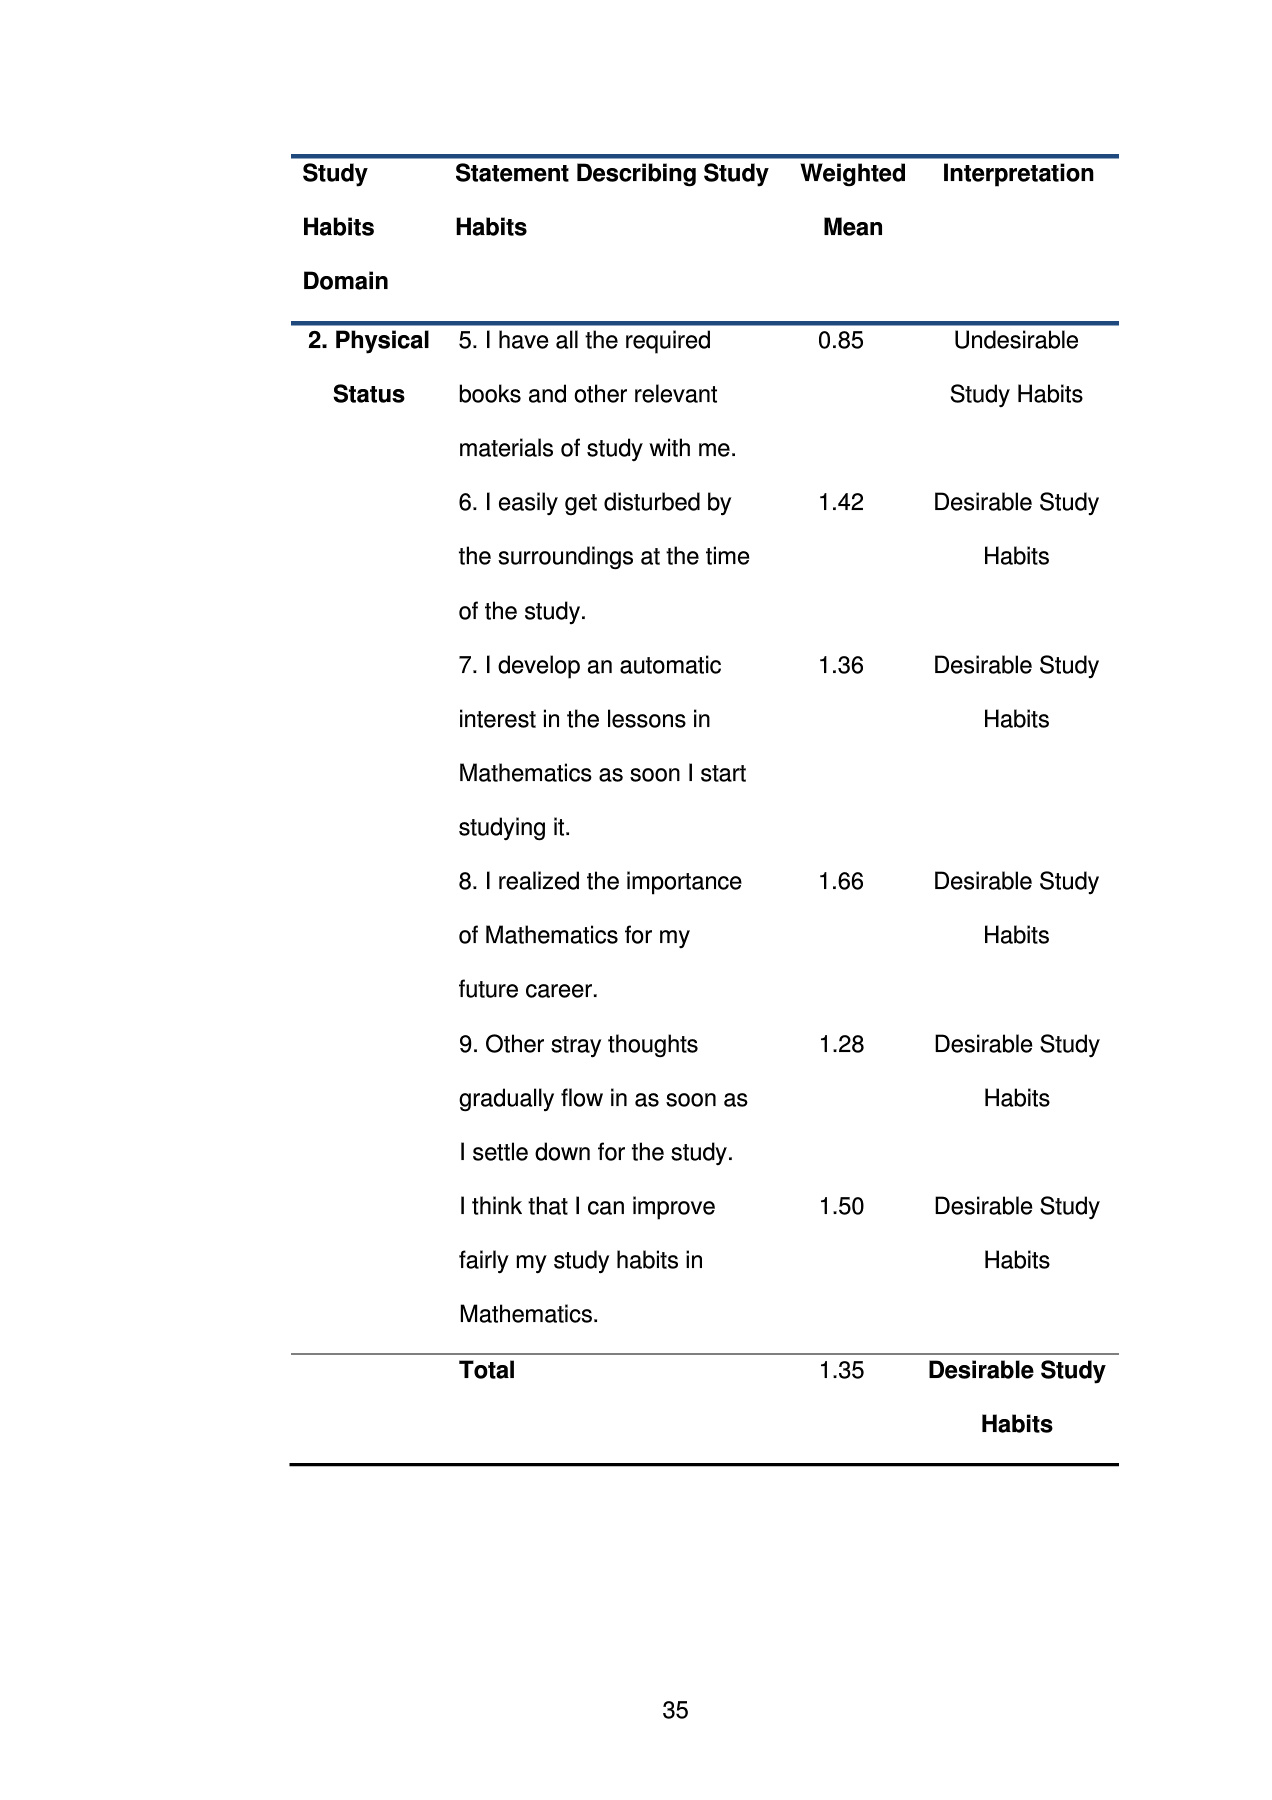 Study Statement Describing Study Weighted Interpretation
Habits Habits Mean
Domain
2. Physical 5. I have all the required 0.85 Undesirable
Status books and other relevant Study Habits
materials of study with me.
6. I easily get disturbed by 1.42 Desirable Study
the surroundings at the time Habits
of the study.
7. I develop an automatic 1.36 Desirable Study
interest in the lessons in Habits
Mathematics as soon I start
studying it.
8. I realized the importance 1.66 Desirable Study
of Mathematics for my Habits
future career.
9. Other stray thoughts 1.28 Desirable Study
gradually flow in as soon as Habits
I settle down for the study.
I think that I can improve 1.50 Desirable Study
fairly my study habits in Habits
Mathematics.
Total 1.35 Desirable Study
Habits
35